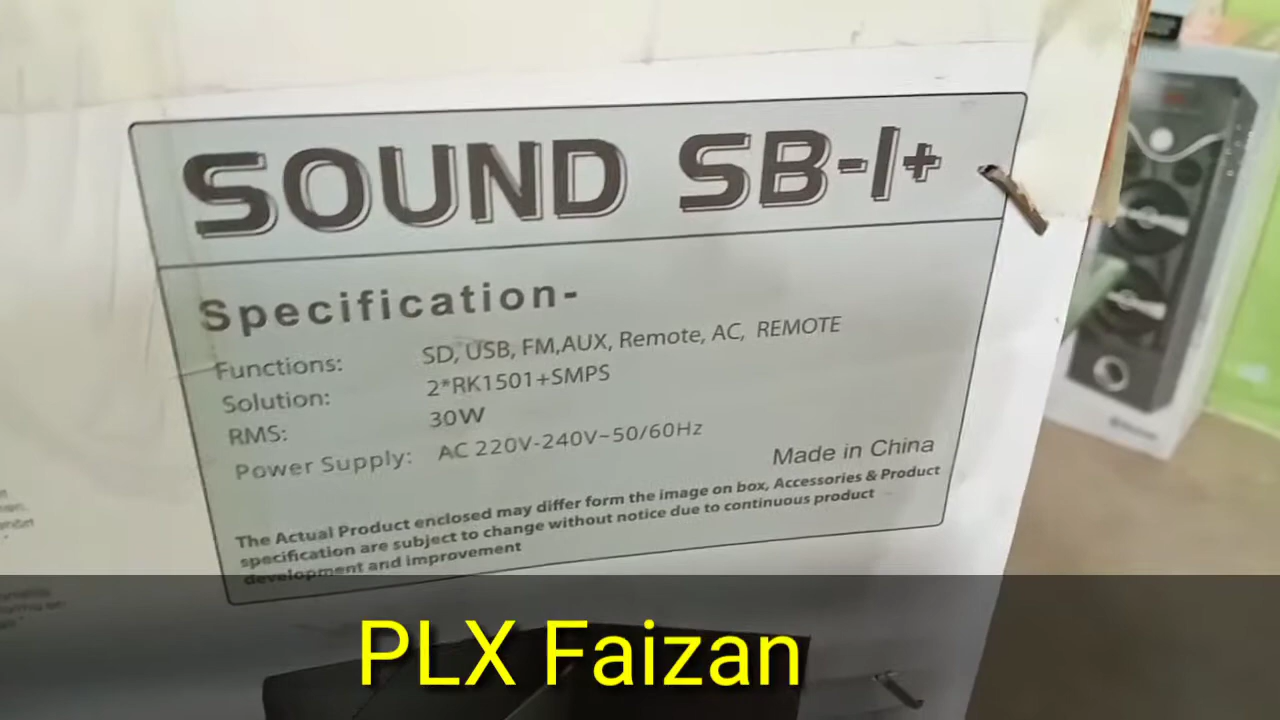 SOUND SB-1+
Specification-
Functions: SD, USB, FM,AUX, Remote, AC, REMOTE
Solution: 2*RK1501+SMPS
RMS: 30W
Power Supply: AC 220V-240V~50/60Hz
Made in China
The Actual Product enclosed may differ form the image on box, Accessories & Product
specification are subject to change without notice due to continuous product
development and improvement
PLX Faizan